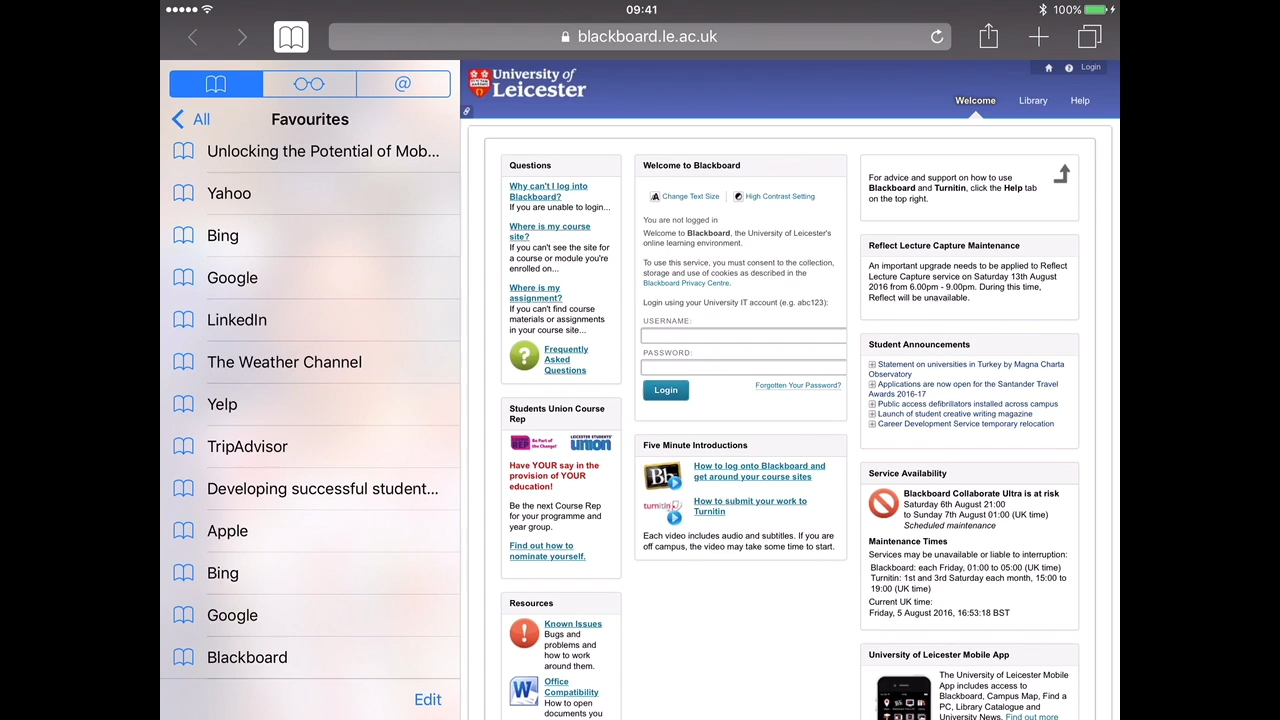 09:41
100%
blackboard.le.ac.uk
@
All
Favourites
Unlocking the Potential of Mob...
Yahoo
Bing
Google
LinkedIn
The Weather Channel
Yelp
TripAdvisor
Developing successful student...
Apple
Bing
Google
Blackboard
Edit
University of
Leicester
Login
Welcome
Library
Help
Questions
Why can't I log into
Blackboard?
If you are unable to login...
Where is my course
site?
If you can't see the site for
a course or module you're
enrolled on...
Where is my
assignment?
If you can't find course
materials or assignments
in your course site...
Frequently
Asked
Questions
Students Union Course
Rep
REP
Be Part of
the Change!
LEICESTER STUDENTS'
union
Have YOUR say in the
provision of YOUR
education!
Be the next Course Rep
for your programme and
year group.
Find out how to
nominate yourself.
Resources
Known Issues
Bugs and
problems and
how to work
around them.
Office
Compatibility
How to open
documents you
Welcome to Blackboard
A Change Text Size
High Contrast Setting
You are not logged in
Welcome to Blackboard, the University of Leicester's
online learning environment.
To use this service, you must consent to the collection,
storage and use of cookies as described in the
Blackboard Privacy Centre.
Login using your University IT account (e.g. abc123):
USERNAME:
PASSWORD:
Login
Forgotten Your Password?
Five Minute Introductions
Bb
How to log onto Blackboard and
get around your course sites
turnitin
How to submit your work to
Turnitin
Each video includes audio and subtitles. If you are
off campus, the video may take some time to start.
For advice and support on how to use
Blackboard and Turnitin, click the Help tab
on the top right.
Reflect Lecture Capture Maintenance
An important upgrade needs to be applied to Reflect
Lecture Capture service on Saturday 13th August
2016 from 6.00pm - 9.00pm. During this time,
Reflect will be unavailable.
Student Announcements
Statement on universities in Turkey by Magna Charta
Observatory
Applications are now open for the Santander Travel
Awards 2016-17
Public access defibrillators installed across campus
Launch of student creative writing magazine
Career Development Service temporary relocation
Service Availability
Blackboard Collaborate Ultra is at risk
Saturday 6th August 21:00
to Sunday 7th August 01:00 (UK time)
Scheduled maintenance
Maintenance Times
Services may be unavailable or liable to interruption:
Blackboard: each Friday, 01:00 to 05:00 (UK time)
Turnitin: 1st and 3rd Saturday each month, 15:00 to
19:00 (UK time)
Current UK time:
Friday, 5 August 2016, 16:53:18 BST
University of Leicester Mobile App
The University of Leicester Mobile
App includes access to
Blackboard, Campus Map, Find a
PC, Library Catalogue and
University News. Find out more